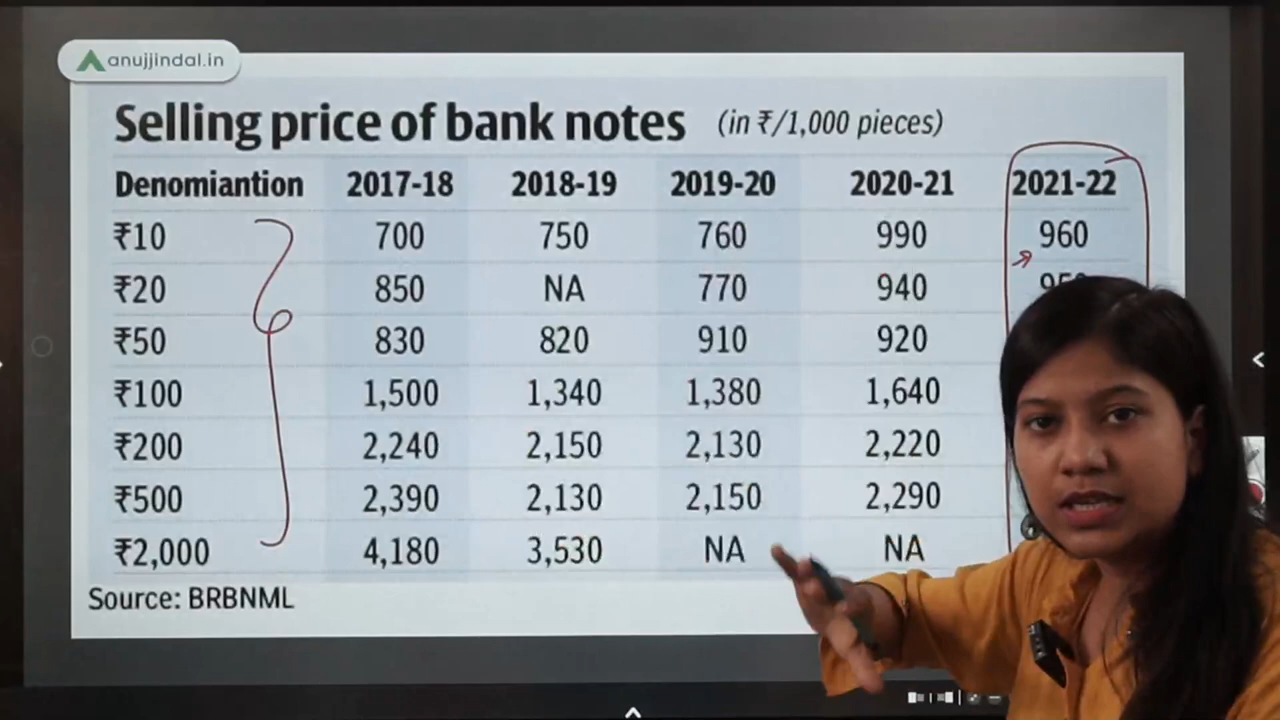 anujjindal.in
Selling price of bank notes (in ₹/1,000 pieces)
Denomiantion 2017-18 2018-19 2019-20 2020-21 2021-22
₹10 700 750 760 990 960
₹20 850 NA 770 940
₹50 830 820 910 920
₹100 1,500 1,340 1,380 1,640
₹200 2,240 2,150 2,130 2,220
₹500 2,390 2,130 2,150 2,290
₹2,000 4,180 3,530 NA NA
Source: BRBNML